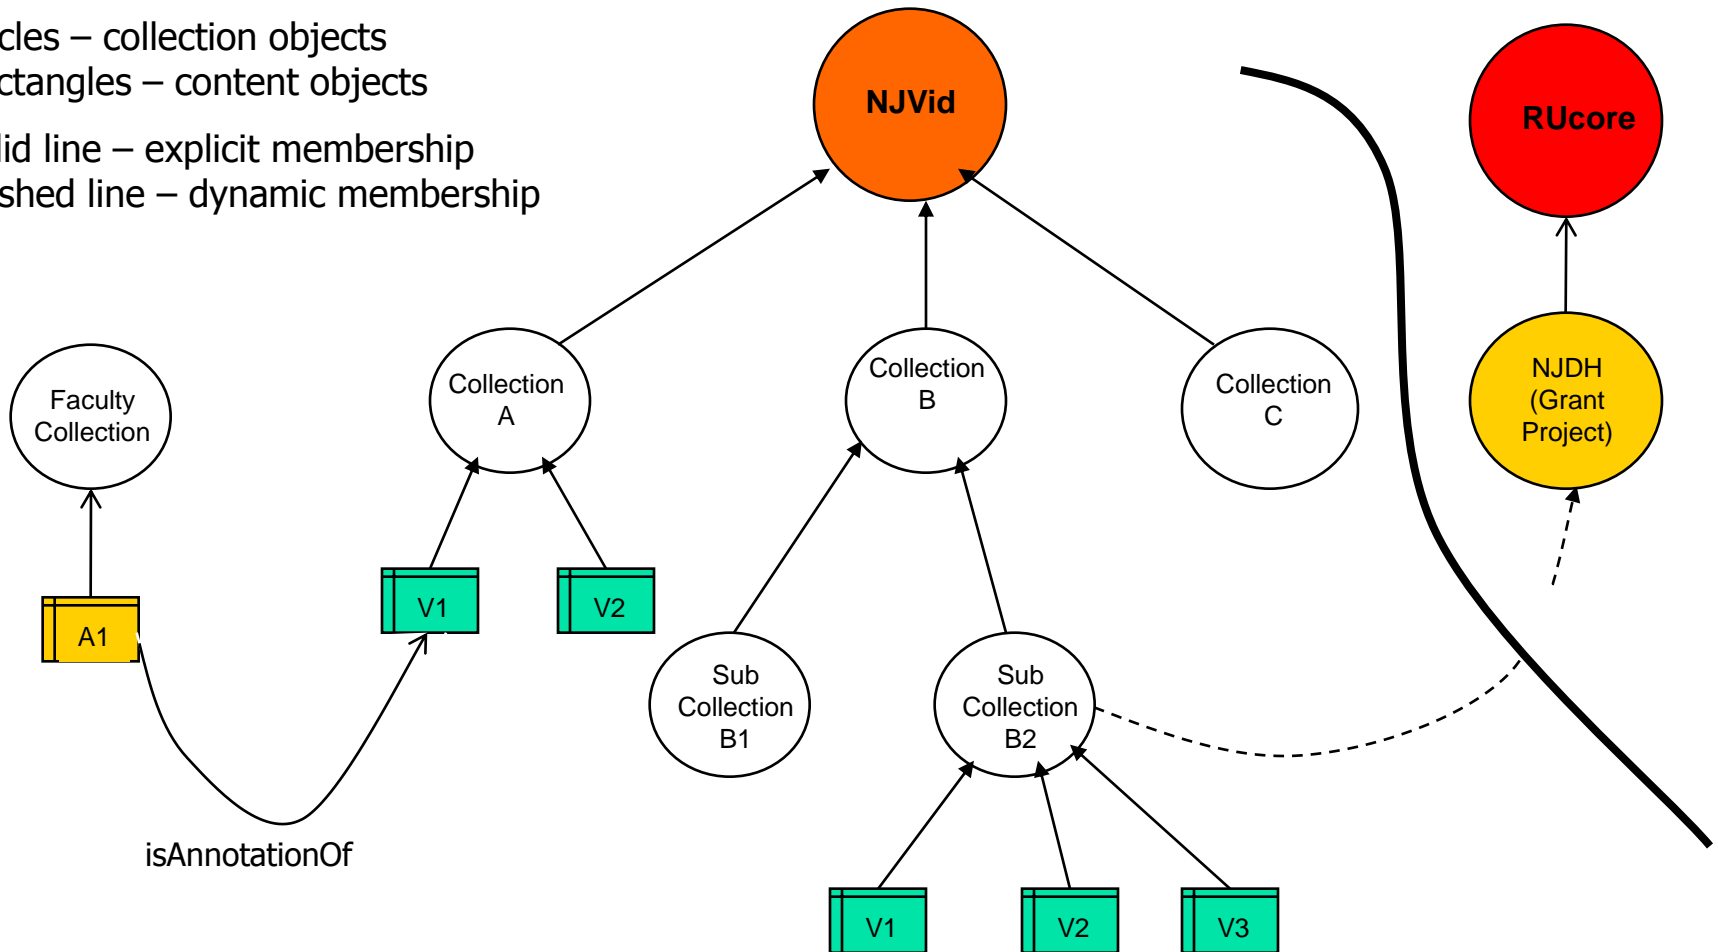 cles – collection objects
ctangles – content objects
lid line – explicit membership
shed line – dynamic membership
NJVid
RUcore
Faculty
Collection
Collection
A
Collection
B
Collection
C
NJDH
(Grant
Project)
A1
V1
V2
Sub
Collection
B1
Sub
Collection
B2
isAnnotationOf
V1
V2
V3